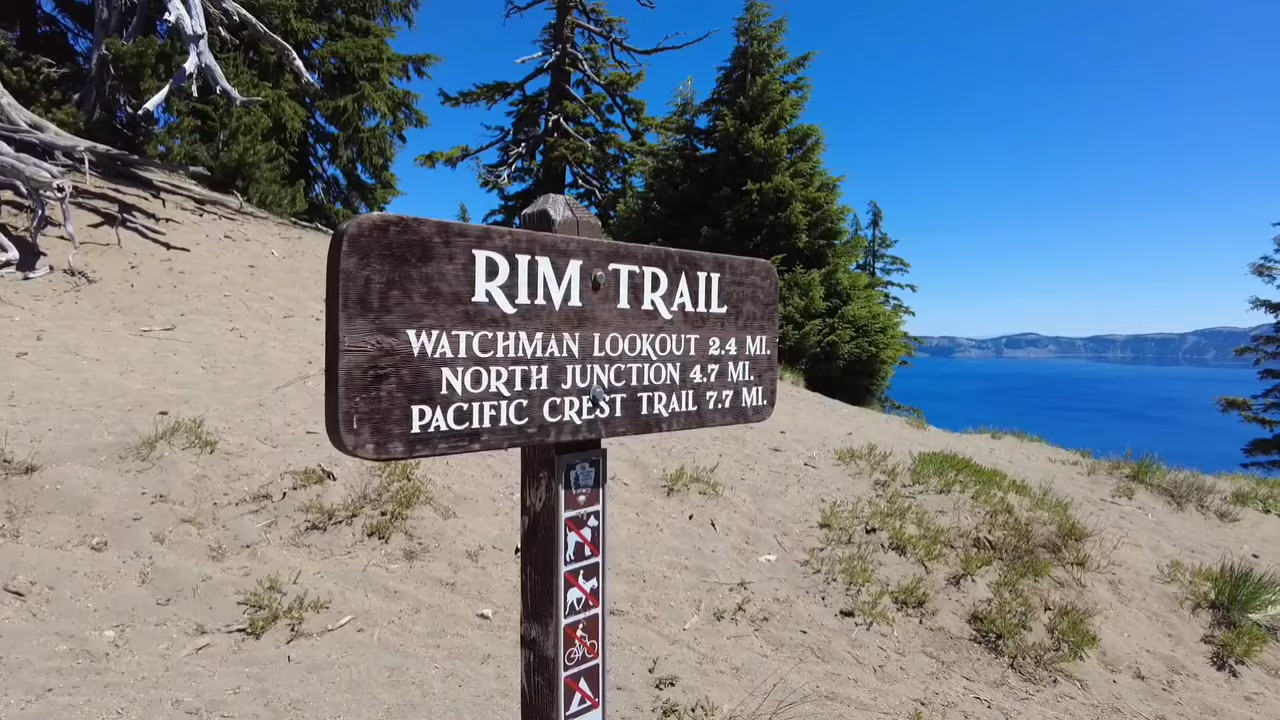 RIM TRAIL
WATCHMAN LOOKOUT 2.4 MI.
NORTH JUNCTION 4.7 MI.
PACIFIC CREST TRAIL 7.7 MI.